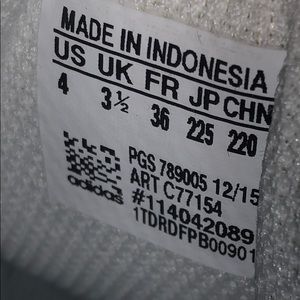 MADE IN INDONESIA
US UK FR JP CHN
4 3½ 36 225 220
PGS 789005 12/15
ART C77154
#114042089
1TDRDFPB00901
adidas